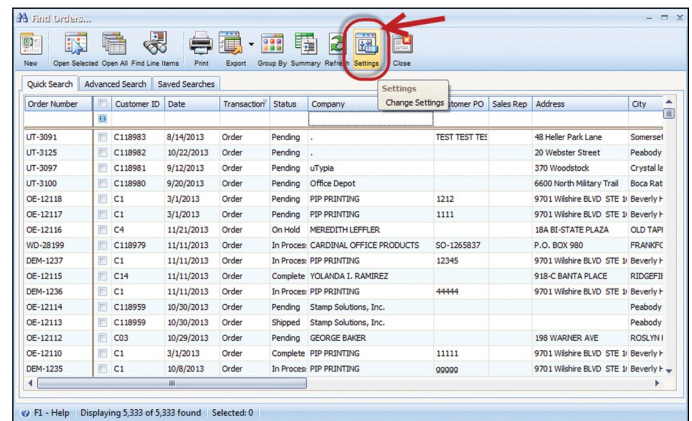 Find Orders...
New Open Selected Open All Find Line Items Print Export Group By Summary Refresh Settings Close
Quick Search Advanced Search Saved Searches
Settings
Change Settings
Order Number Customer ID Date Transaction Status Company Customer PO Sales Rep Address City
UT-3091 C118983 8/14/2013 Order Pending . TEST TEST TES 48 Heller Park Lane Somerset
UT-3125 C118982 10/22/2013 Order Pending . 20 Webster Street Peabody
UT-3097 C118981 9/12/2013 Order Pending uTypia 370 Woodstock Crystal la
UT-3100 C118980 9/20/2013 Order Pending Office Depot 6600 North Military Trail Boca Rat
OE-12118 C1 3/1/2013 Order Pending PIP PRINTING 1212 9701 Wilshire BLVD STE 1 Beverly H
OE-12117 C1 3/1/2013 Order Pending PIP PRINTING 1111 9701 Wilshire BLVD STE 1 Beverly H
OE-12116 C4 11/21/2013 Order On Hold MEREDITH LEFFLER 18A BI-STATE PLAZA OLD TAP
WD-28199 C118979 11/11/2013 Order In Process CARDINAL OFFICE PRODUCTS SO-1265837 P.O. BOX 980 FRANKFO
DEM-1237 C1 11/11/2013 Order In Process PIP PRINTING 12345 9701 Wilshire BLVD STE 1 Beverly H
OE-12115 C14 11/11/2013 Order Complete YOLANDA I. RAMIREZ 918-C BANTA PLACE RIDGEFIE
DEM-1236 C1 11/11/2013 Order In Process PIP PRINTING 44444 9701 Wilshire BLVD STE 1 Beverly H
OE-12114 C118959 10/30/2013 Order Pending Stamp Solutions, Inc. Peabody
OE-12113 C118959 10/30/2013 Order Shipped Stamp Solutions, Inc. Peabody
OE-12112 C03 10/29/2013 Order Pending GEORGE BAKER 198 WARNER AVE ROSLYN
OE-12110 C1 3/1/2013 Order Complete PIP PRINTING 11111 9701 Wilshire BLVD STE 1 Beverly H
DEM-1235 C1 10/8/2013 Order In Process PIP PRINTING ggggg 9701 Wilshire BLVD STE 1 Beverly H
F1 - Help Displaying 5,333 of 5,333 found Selected: 0